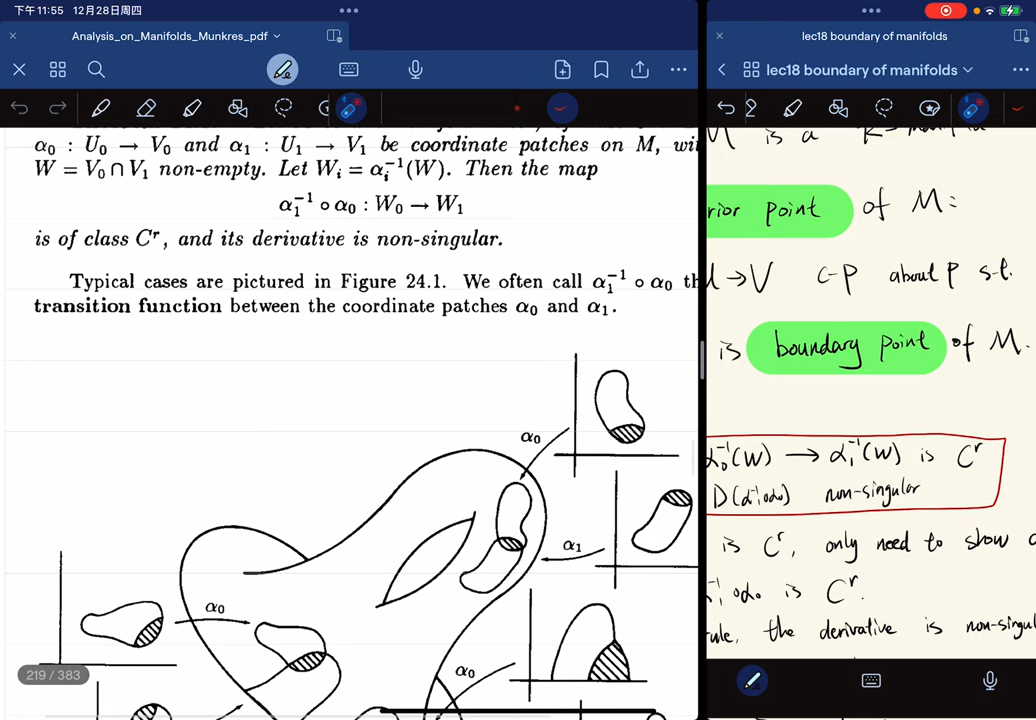 下午11:55 12月28日周四
Analysis_on_Manifolds_Munkres_pdf
α₀ : U₀ → V₀ and α₁ : U₁ → V₁ be coordinate patches on M, wi
W = V₀ ∩ V₁ non-empty. Let Wᵢ = αᵢ⁻¹(W). Then the map
α₁⁻¹ ∘ α₀ : W₀ → W₁
is of class Cʳ, and its derivative is non-singular.
Typical cases are pictured in Figure 24.1. We often call α₁⁻¹ ∘ α₀ th
transition function between the coordinate patches α₀ and α₁.
α₀
α₁
α₀
α₀
219 / 383
lec18 boundary of manifolds
lec18 boundary of manifolds
M is a
rior point of M:
→ V c-p about p s.t.
is boundary point of M.
α₀⁻¹(W) → α₁⁻¹(W) is Cʳ
D(α₁⁻¹∘α₀) non-singular
is Cʳ, only need to show
∘α₀ is Cʳ.
rule, the derivative is non-singul